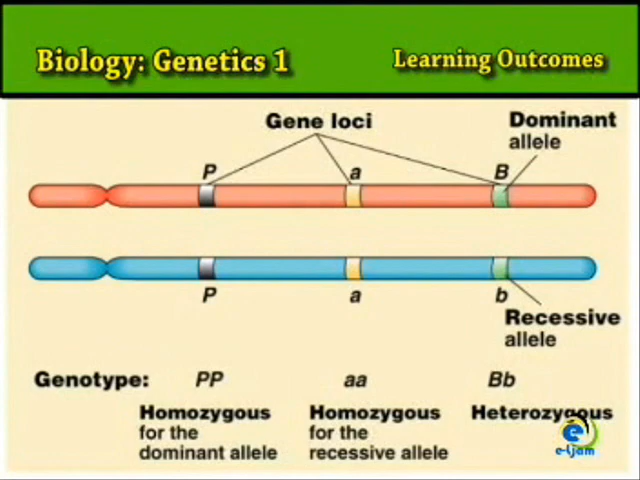 Biology: Genetics 1
Learning Outcomes
Gene loci
Dominant
allele
P a B
P a b
Recessive
allele
Genotype: PP aa Bb
Homozygous
for the
dominant allele
Homozygous
for the
recessive allele
Heterozygous
e-ijam